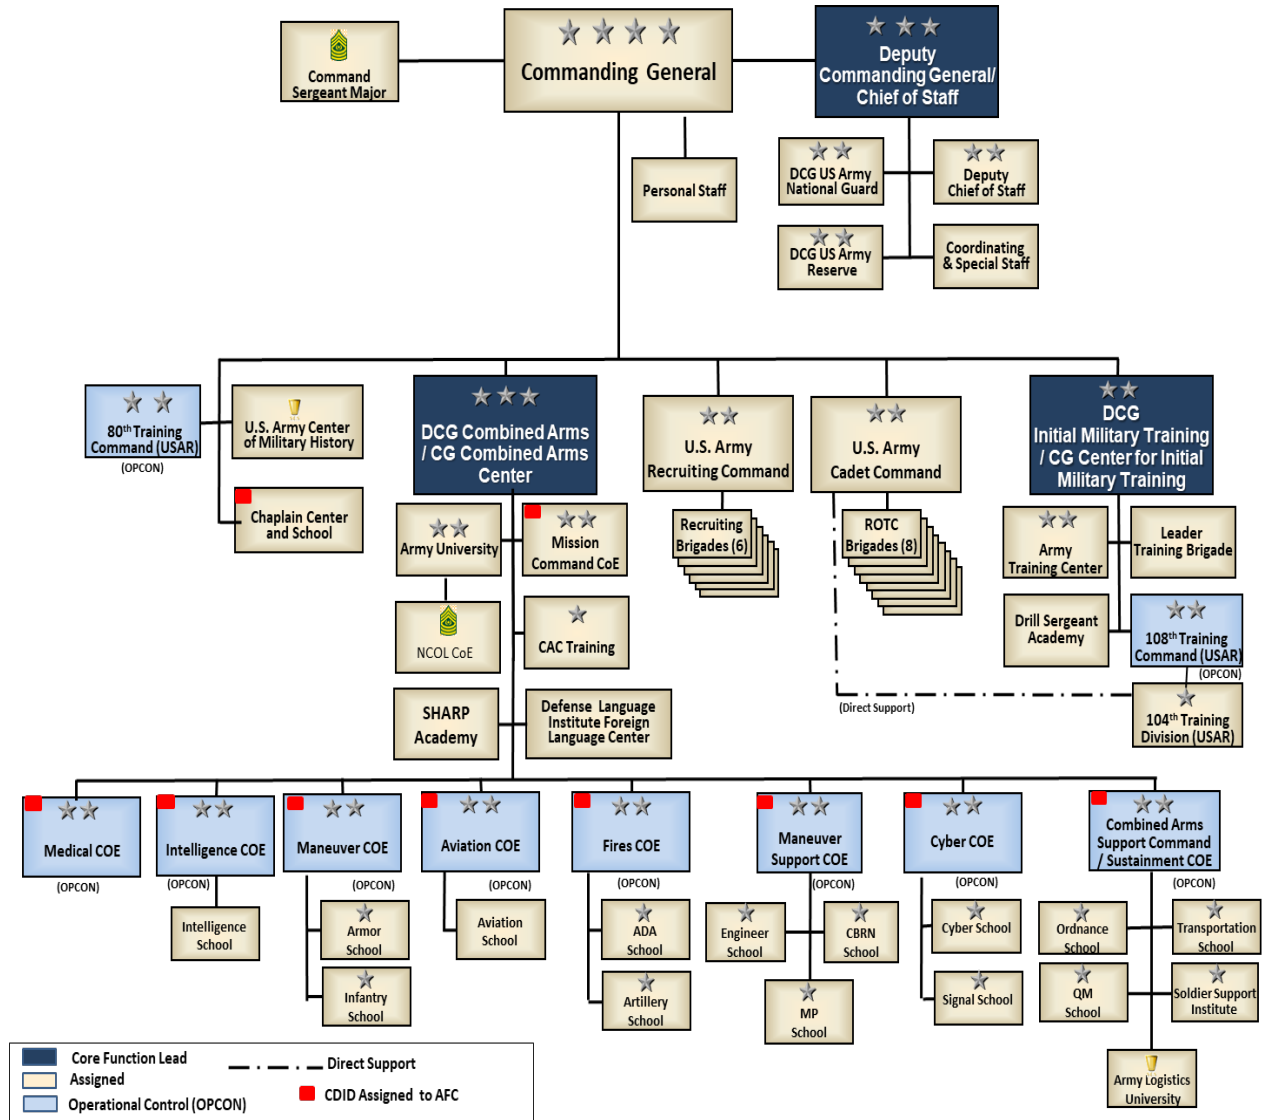 Command
Sergeant Major
Commanding General
Deputy
Commanding General/
Chief of Staff
Personal Staff
DCG US Army
National Guard
Deputy
Chief of Staff
DCG US Army
Reserve
Coordinating
& Special Staff
80th Training
Command (USAR)
(OPCON)
U.S. Army Center
of Military History
Chaplain Center
and School
DCG Combined Arms
/ CG Combined Arms
Center
U.S. Army
Recruiting Command
U.S. Army
Cadet Command
DCG
Initial Military Training
/ CG Center for Initial
Military Training
Army University
Mission
Command CoE
Recruiting
Brigades (6)
ROTC
Brigades (8)
Army
Training Center
Leader
Training Brigade
NCOL CoE
CAC Training
Drill Sergeant
Academy
108th Training
Command (USAR)
(OPCON)
SHARP
Academy
Defense Language
Institute Foreign
Language Center
(Direct Support)
104th Training
Division (USAR)
Medical COE
(OPCON)
Intelligence COE
(OPCON)
Maneuver COE
(OPCON)
Aviation COE
(OPCON)
Fires COE
(OPCON)
Maneuver
Support COE
(OPCON)
Cyber COE
(OPCON)
Combined Arms
Support Command
/ Sustainment COE
(OPCON)
Intelligence
School
Armor
School
Infantry
School
Aviation
School
ADA
School
Artillery
School
Engineer
School
CBRN
School
MP
School
Cyber School
Signal School
Ordnance
School
Transportation
School
QM
School
Soldier Support
Institute
Army Logistics
University
Core Function Lead
Assigned
Operational Control (OPCON)
Direct Support
CDID Assigned to AFC